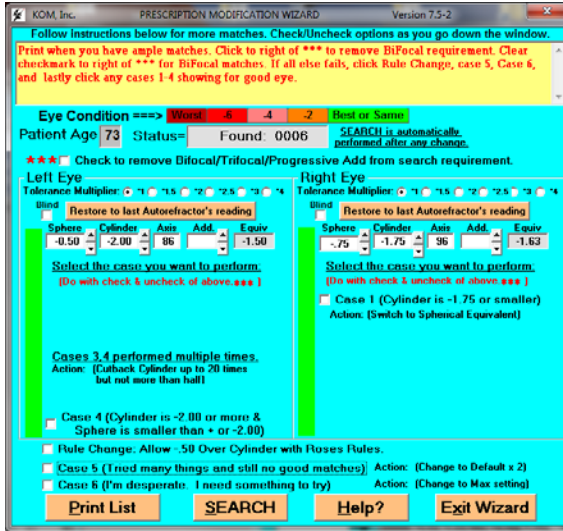 KOM, Inc. PRESCRIPTION MODIFICATION WIZARD Version 7.5-2 x
Follow instructions below for more matches. Check/Uncheck options as you go down the window.
Print when you have ample matches. Click to right of *** to remove BiFocal requirement. Clear
checkmark to right of *** for BiFocal matches. If all else fails, click Rule Change, case 5, Case 6,
and lastly click any cases 1-4 showing for good eye.
Eye Condition ===> Worst -6 -4 -2 Best or Same
Patient Age 73 Status= Found: 0006 SEARCH is automatically
performed after any change.
*** Check to remove Bifocal/Trifocal/Progressive Add from search requirement.
Left Eye Right Eye
Tolerance Multiplier: *1 *1.5 *2 *2.5 *3 *4 Tolerance Multiplier: *1 *1.5 *2 *2.5 *3 *4
Blind Restore to last Autorefractor's reading Blind Restore to last Autorefractor's reading
Sphere Cylinder Axis Add. Equiv Sphere Cylinder Axis Add. Equiv
-0.50 -2.00 86 -1.50 -.75 -1.75 96 -1.63
Select the case you want to perform: Select the case you want to perform:
(Do with check & uncheck of above.*** ) (Do with check & uncheck of above.*** )
Case 1 (Cylinder is -1.75 or smaller)
Action: (Switch to Spherical Equivalent)
Cases 3,4 performed multiple times.
Action: (Cutback Cylinder up to 20 times
but not more than half)
Case 4 (Cylinder is -2.00 or more &
Sphere is smaller than + or -2.00)
Rule Change: Allow -.50 Over Cylinder with Roses Rules.
Case 5 (Tried many things and still no good matches) Action: (Change to Default x 2)
Case 6 (I'm desperate. I need something to try) Action: (Change to Max setting)
Print List SEARCH Help? Exit Wizard